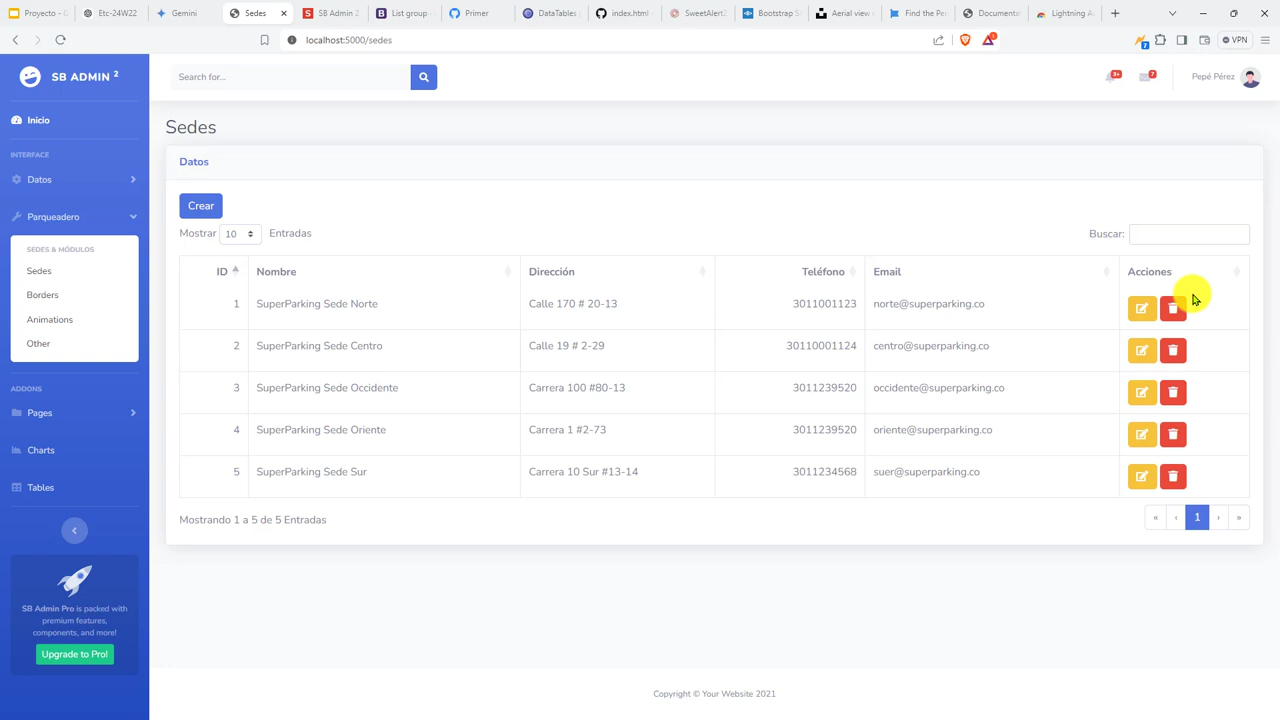 Proyecto - G
Etc-24W22
Gemini
Sedes
SB Admin 2
List group -
Primer
DataTables
index.html
SweetAlert2
Bootstrap
Aerial view
Find the Pe
Documenta
Lightning A
localhost:5000/sedes
VPN
SB ADMIN 2
Search for...
3+
7
Pepé Pérez
Inicio
INTERFACE
Datos
Parqueadero
SEDES & MÓDULOS
Sedes
Borders
Animations
Other
ADDONS
Pages
Charts
Tables
SB Admin Pro is packed with
premium features,
components, and more!
Upgrade to Pro!
Sedes
Datos
Crear
Mostrar 10 Entradas
Buscar:
ID Nombre Dirección Teléfono Email Acciones
1 SuperParking Sede Norte Calle 170 # 20-13 3011001123 norte@superparking.co
2 SuperParking Sede Centro Calle 19 # 2-29 30110001124 centro@superparking.co
3 SuperParking Sede Occidente Carrera 100 #80-13 3011239520 occidente@superparking.co
4 SuperParking Sede Oriente Carrera 1 #2-73 3011239520 oriente@superparking.co
5 SuperParking Sede Sur Carrera 10 Sur #13-14 3011234568 suer@superparking.co
Mostrando 1 a 5 de 5 Entradas
« ‹ 1 › »
Copyright © Your Website 2021